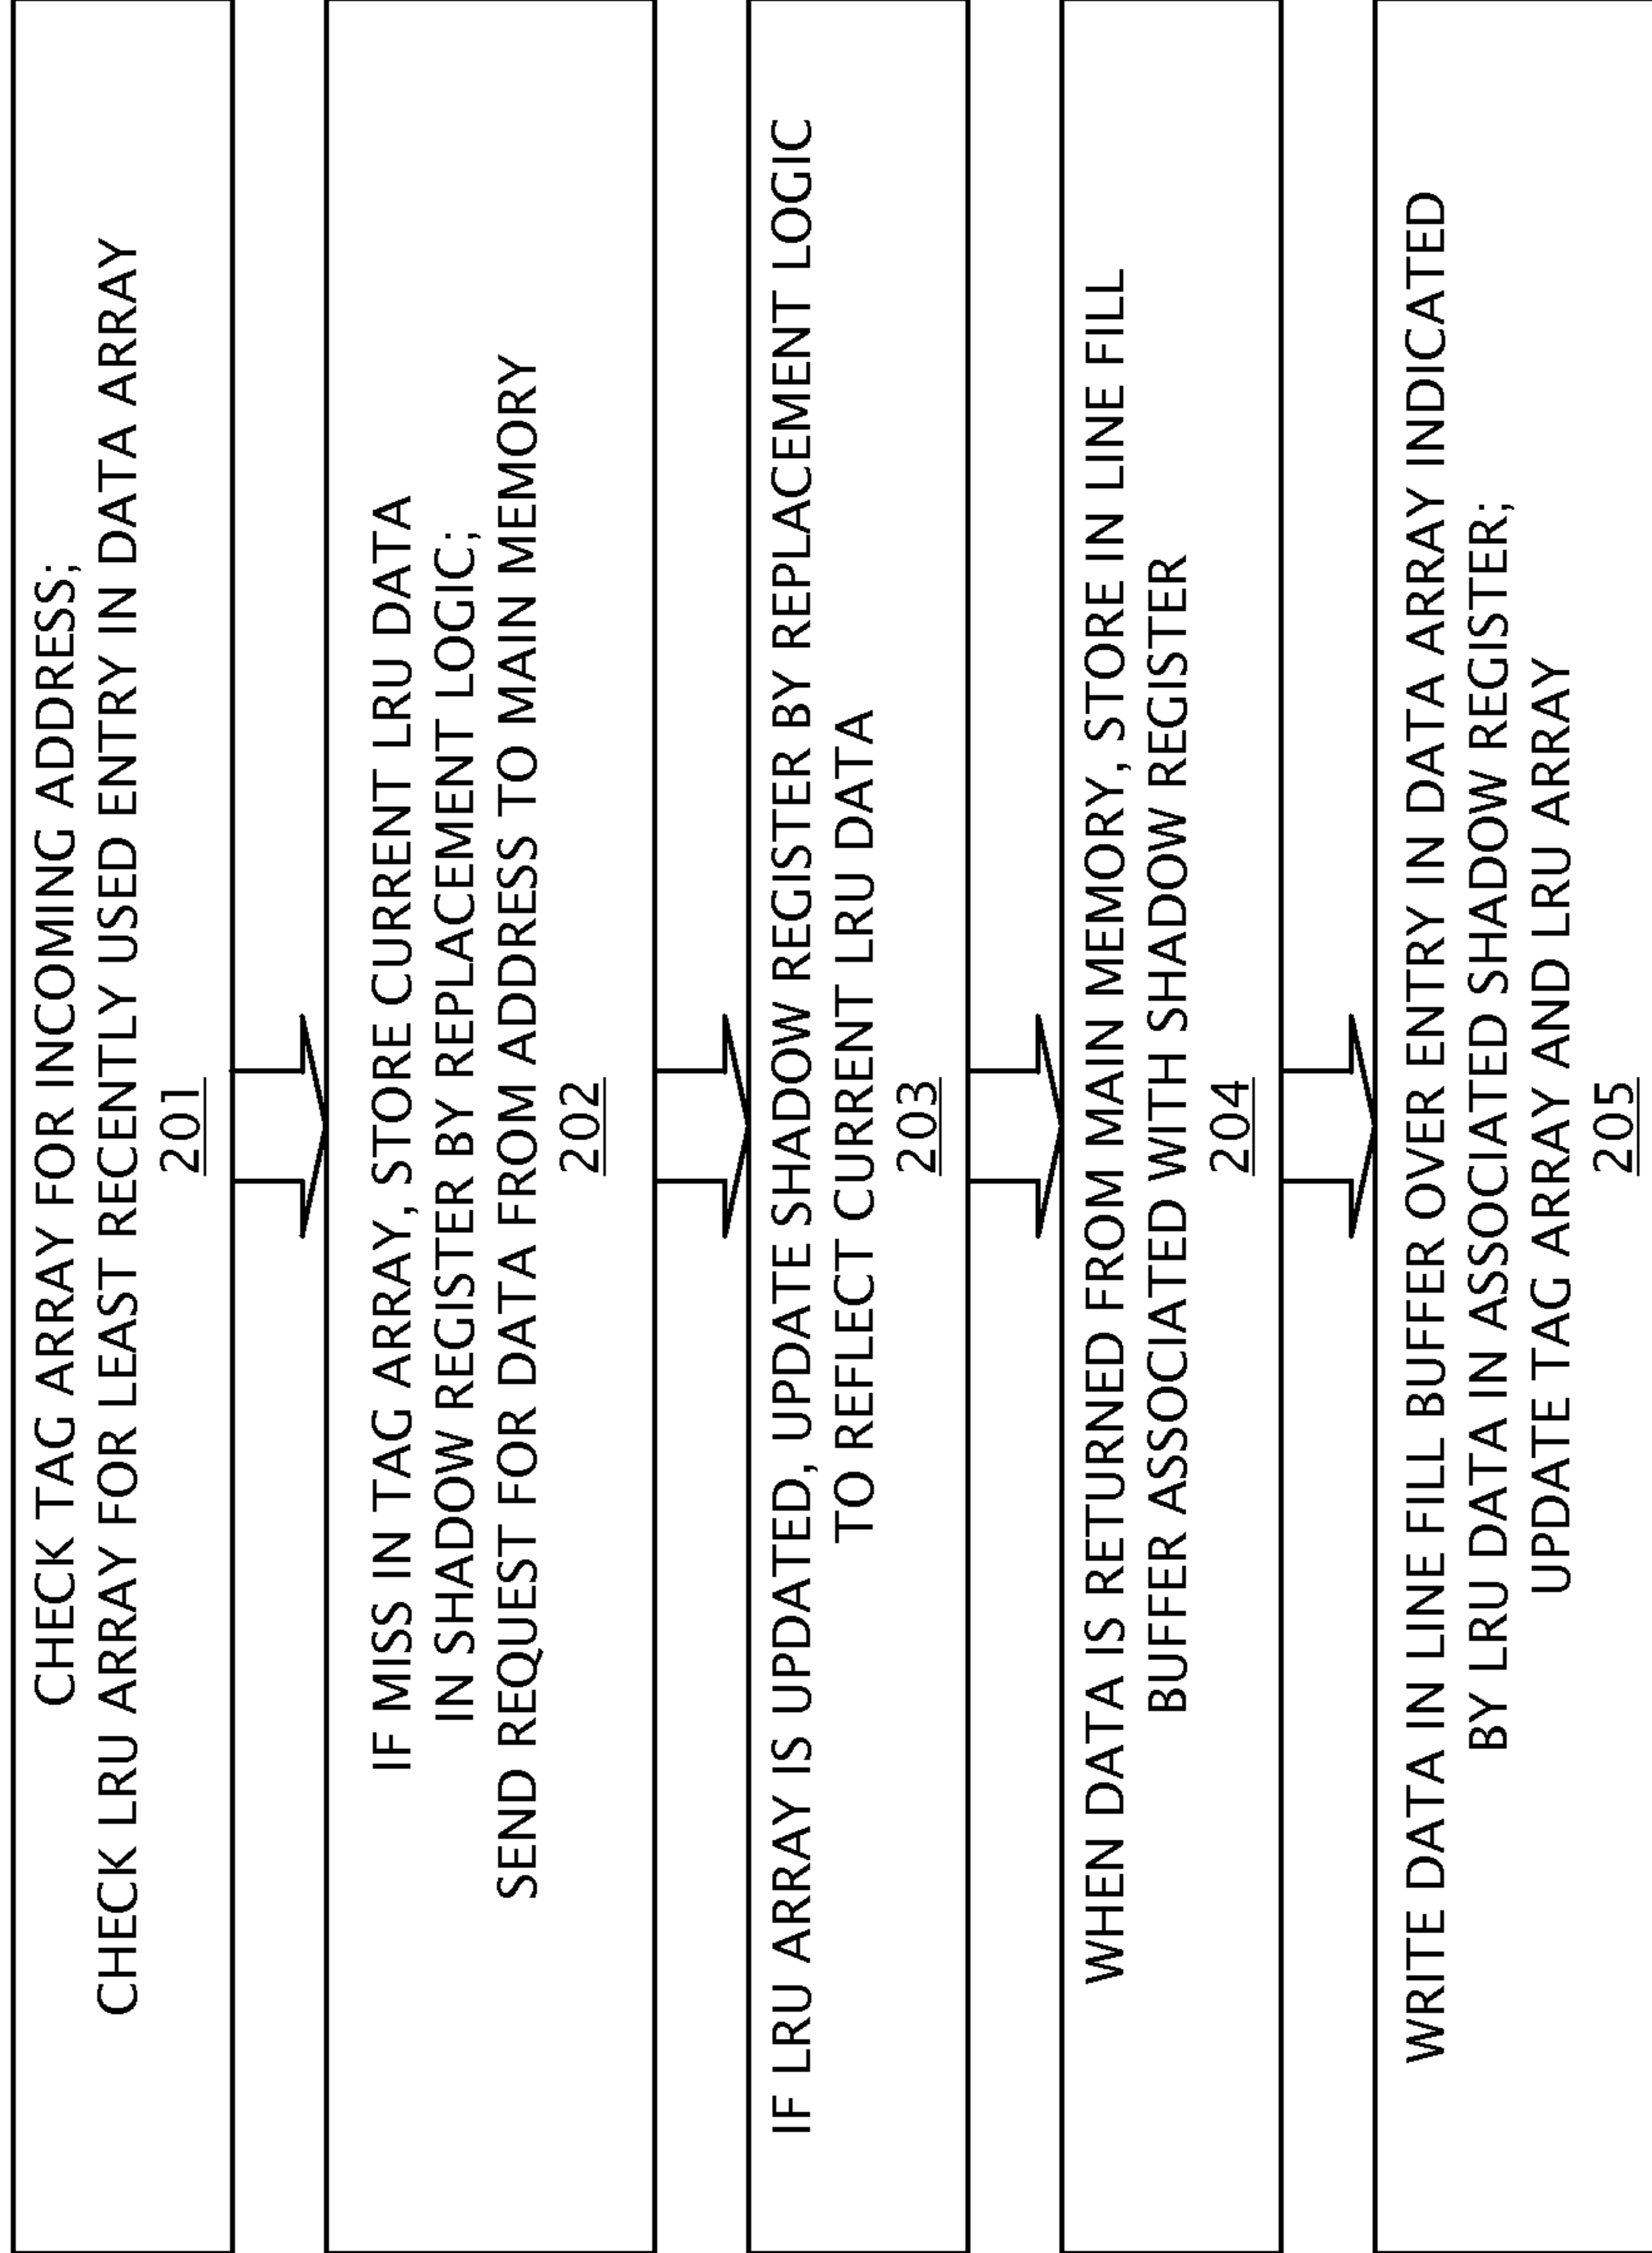 CHECK TAG ARRAY FOR INCOMING ADDRESS;
CHECK LRU ARRAY FOR LEAST RECENTLY USED ENTRY IN DATA ARRAY
201
IF MISS IN TAG ARRAY, STORE CURRENT LRU DATA
IN SHADOW REGISTER BY REPLACEMENT LOGIC;
SEND REQUEST FOR DATA FROM ADDRESS TO MAIN MEMORY
202
IF LRU ARRAY IS UPDATED, UPDATE SHADOW REGISTER BY REPLACEMENT LOGIC
TO REFLECT CURRENT LRU DATA
203
WHEN DATA IS RETURNED FROM MAIN MEMORY, STORE IN LINE FILL
BUFFER ASSOCIATED WITH SHADOW REGISTER
204
WRITE DATA IN LINE FILL BUFFER OVER ENTRY IN DATA ARRAY INDICATED
BY LRU DATA IN ASSOCIATED SHADOW REGISTER;
UPDATE TAG ARRAY AND LRU ARRAY
205